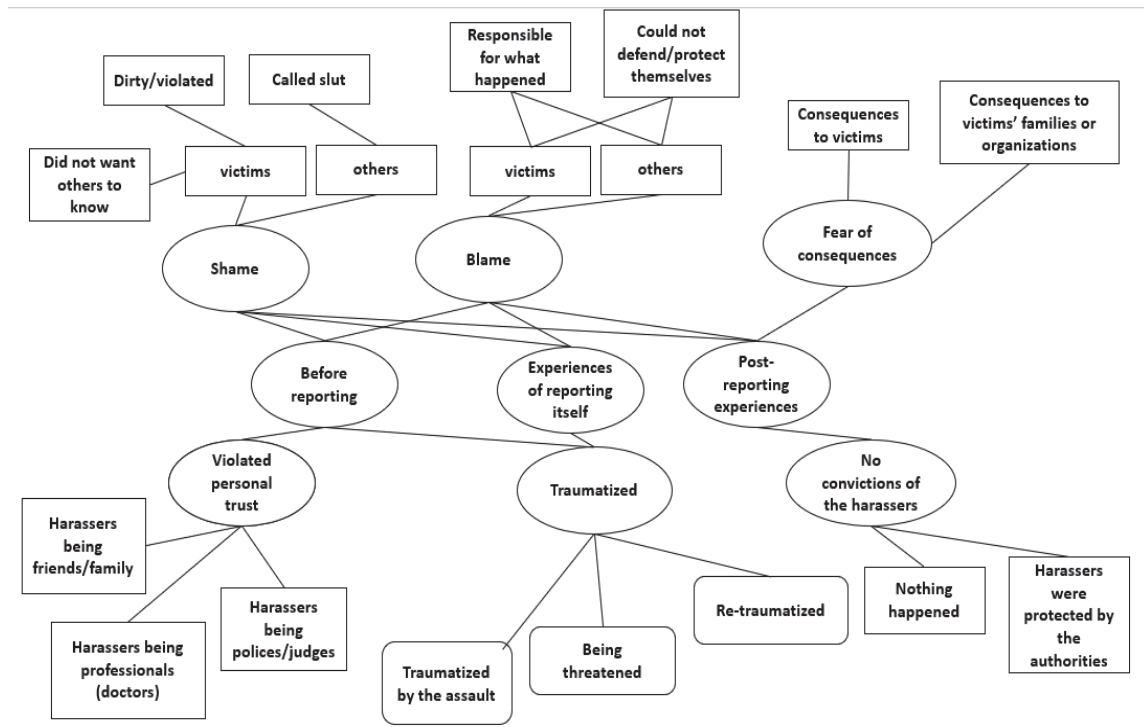 Dirty/violated
Called slut
Responsible
for what
happened
Could not
defend/protect
themselves
Consequences
to victims
Consequences to
victims’ families or
organizations
Did not want
others to
know
victims
others
victims
others
Shame
Blame
Fear of
consequences
Before
reporting
Experiences
of reporting
itself
Post-
reporting
experiences
Violated
personal
trust
Traumatized
No
convictions of
the harassers
Harassers
being
friends/family
Harassers being
professionals
(doctors)
Harassers
being
polices/judges
Traumatized
by the assault
Being
threatened
Re-traumatized
Nothing
happened
Harassers
were
protected by
the
authorities